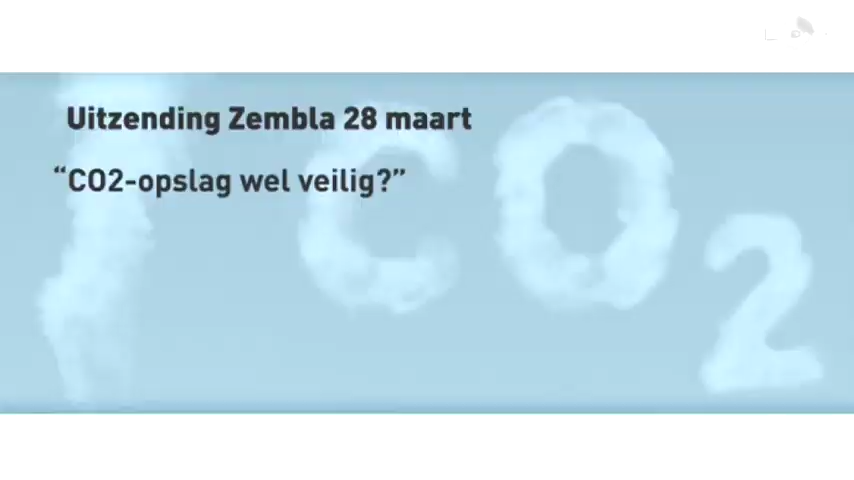 Uitzending Zembla 28 maart
“CO2-opslag wel veilig?”
CO2